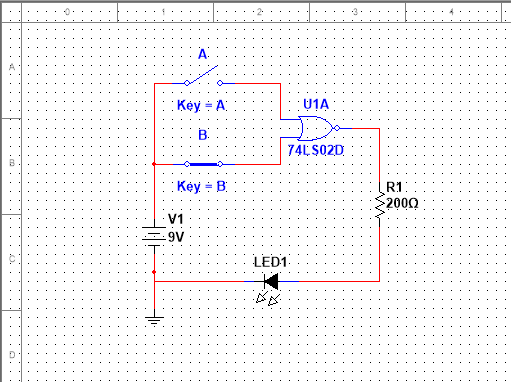 0 1 2 3 4
A
A
Key = A
U1A
B
74LS02D
B
Key = B
R1
200Ω
V1
9V
C
LED1
D